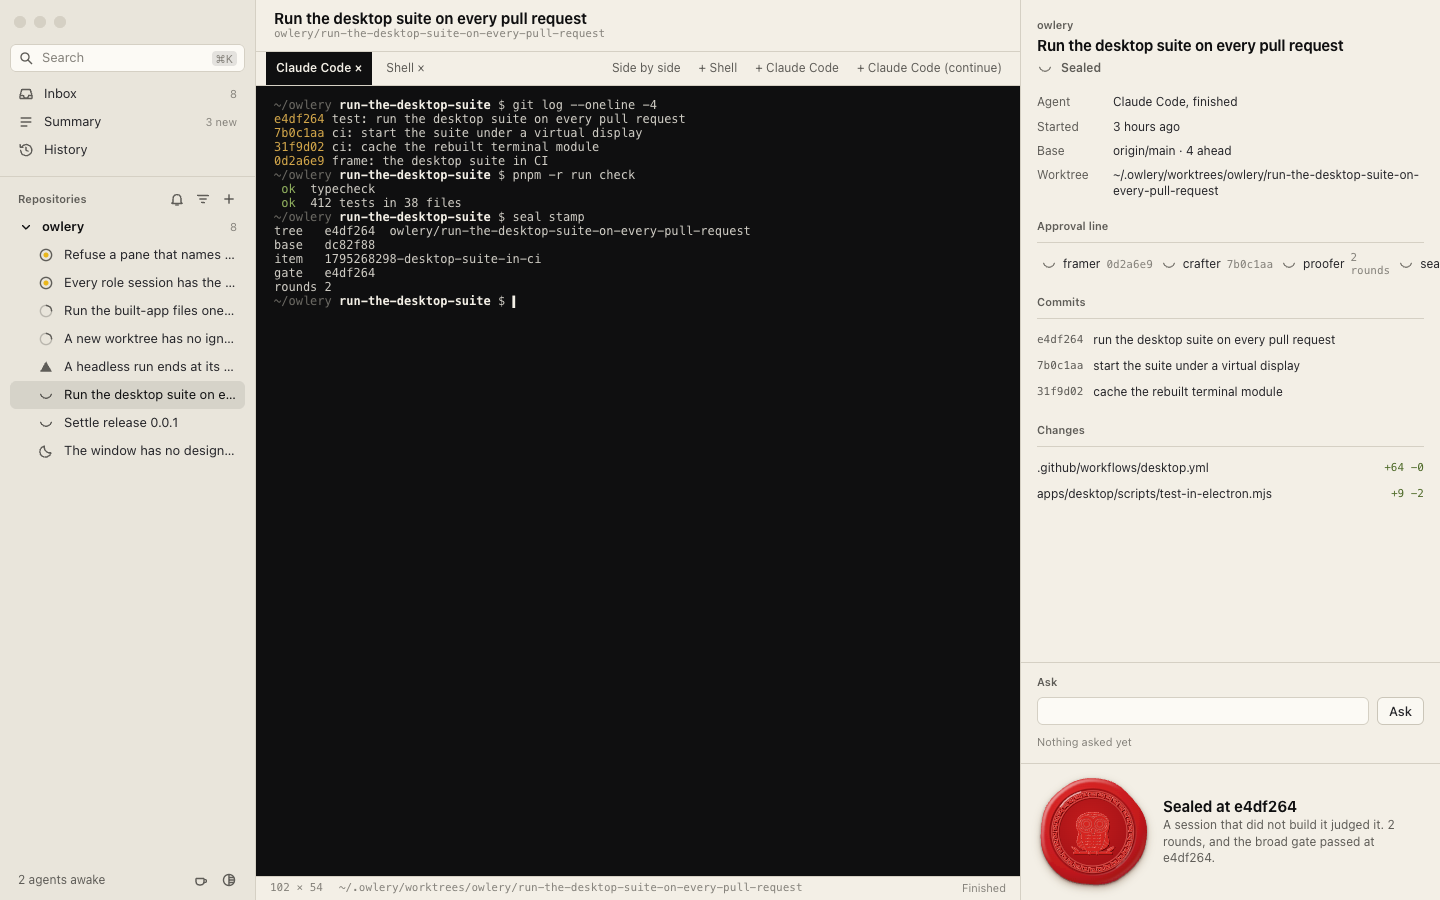 Search ⌘K
Inbox 8
Summary 3 new
History
Repositories
owlery 8
Refuse a pane that names ...
Every role session has the ...
Run the built-app files one...
A new worktree has no ign...
A headless run ends at its ...
Run the desktop suite on e...
Settle release 0.0.1
The window has no design...
2 agents awake
Run the desktop suite on every pull request
owlery/run-the-desktop-suite-on-every-pull-request
Claude Code × Shell × Side by side + Shell + Claude Code + Claude Code (continue)
~/owlery run-the-desktop-suite $ git log --oneline -4
e4df264 test: run the desktop suite on every pull request
7b0c1aa ci: start the suite under a virtual display
31f9d02 ci: cache the rebuilt terminal module
0d2a6e9 frame: the desktop suite in CI
~/owlery run-the-desktop-suite $ pnpm -r run check
ok typecheck
ok 412 tests in 38 files
~/owlery run-the-desktop-suite $ seal stamp
tree e4df264 owlery/run-the-desktop-suite-on-every-pull-request
base dc82f88
item 1795268298-desktop-suite-in-ci
gate e4df264
rounds 2
~/owlery run-the-desktop-suite $
102 × 54 ~/.owlery/worktrees/owlery/run-the-desktop-suite-on-every-pull-request Finished
owlery
Run the desktop suite on every pull request
Sealed
Agent Claude Code, finished
Started 3 hours ago
Base origin/main · 4 ahead
Worktree ~/.owlery/worktrees/owlery/run-the-desktop-suite-on-
every-pull-request
Approval line
framer 0d2a6e9 crafter 7b0c1aa proofer 2 rounds sea
Commits
e4df264 run the desktop suite on every pull request
7b0c1aa start the suite under a virtual display
31f9d02 cache the rebuilt terminal module
Changes
.github/workflows/desktop.yml +64 −0
apps/desktop/scripts/test-in-electron.mjs +9 −2
Ask
Ask
Nothing asked yet
Sealed at e4df264
A session that did not build it judged it. 2
rounds, and the broad gate passed at
e4df264.